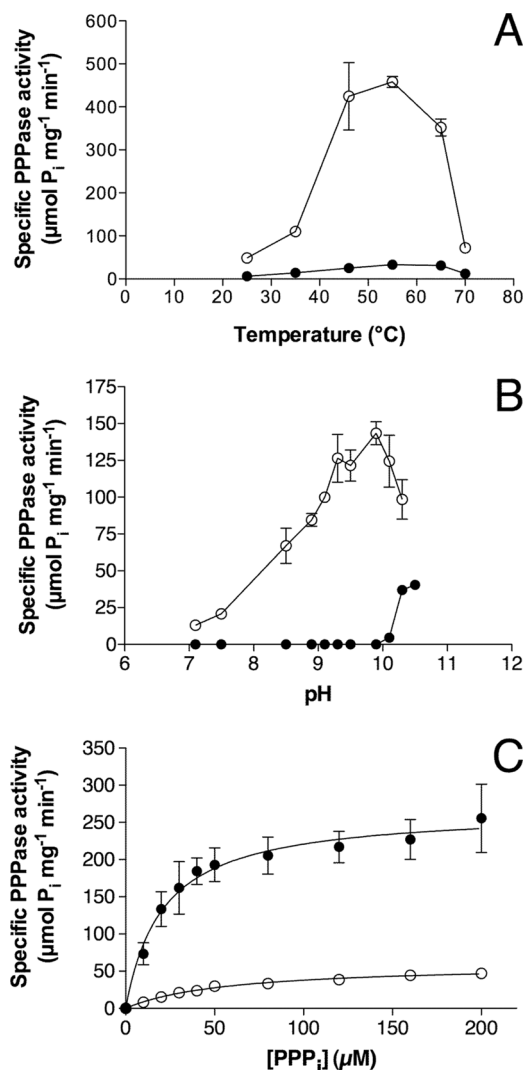 A
Specific PPPase activity
(µmol Pi mg-1 min-1)
600
500
400
300
200
100
0
0 10 20 30 40 50 60 70 80
Temperature (°C)
B
Specific PPPase activity
(µmol Pi mg-1 min-1)
175
150
125
100
75
50
25
0
6 7 8 9 10 11 12
pH
C
Specific PPPase activity
(µmol Pi mg-1 min-1)
350
300
250
200
150
100
50
0
0 50 100 150 200
[PPPi] (µM)